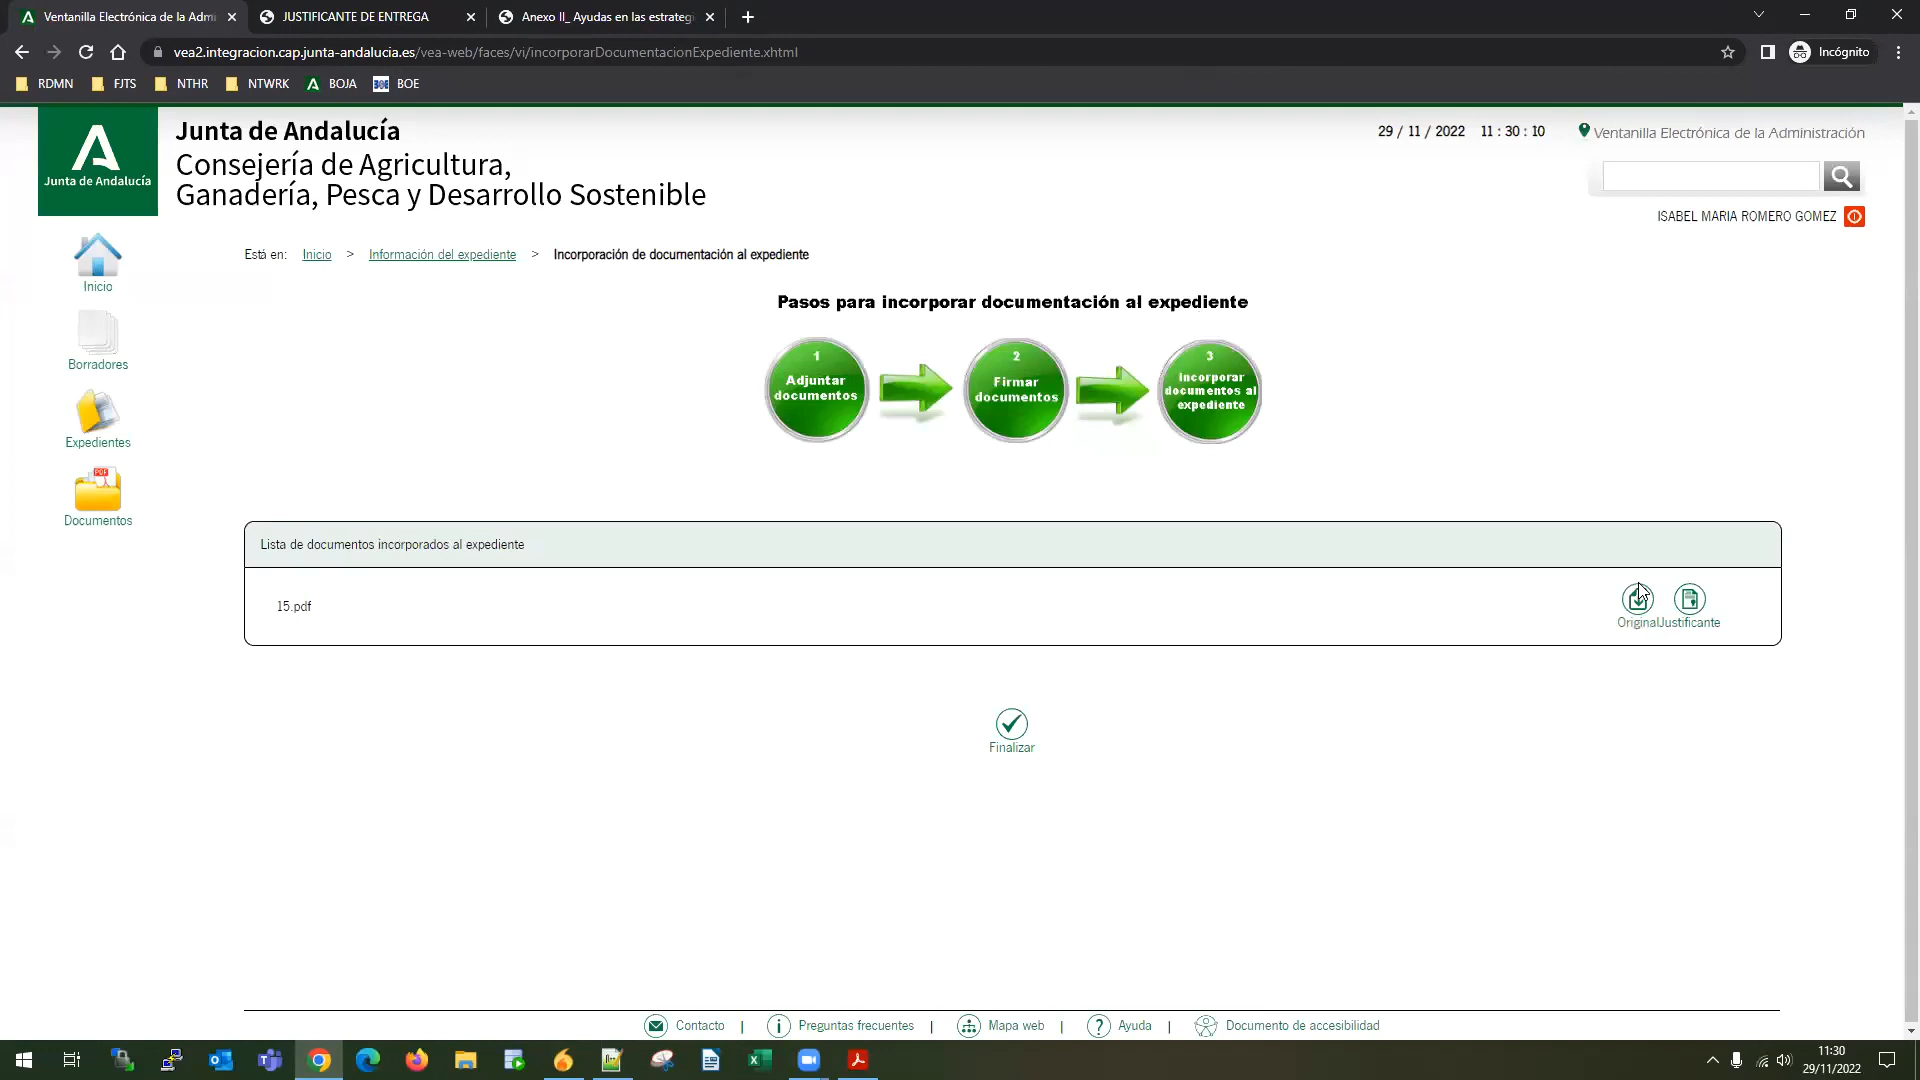 Ventanilla Electrónica de la Admi
JUSTIFICANTE DE ENTREGA
Anexo II_ Ayudas en las estrateg
vea2.integracion.cap.junta-andalucia.es/vea-web/faces/vi/incorporarDocumentacionExpediente.xhtml
Incógnito
RDMN
FJTS
NTHR
NTWRK
BOJA
BOE
Junta de Andalucía
Junta de Andalucía
Consejería de Agricultura,
Ganadería, Pesca y Desarrollo Sostenible
29 / 11 / 2022 11 : 30 : 10
Ventanilla Electrónica de la Administración
ISABEL MARIA ROMERO GOMEZ
Inicio
Borradores
Expedientes
PDF
Documentos
Está en: Inicio > Información del expediente > Incorporación de documentación al expediente
Pasos para incorporar documentación al expediente
1
Adjuntar
documentos
2
Firmar
documentos
3
Incorporar
documentos al
expediente
Lista de documentos incorporados al expediente
15.pdf
Original
Justificante
Finalizar
Contacto | Preguntas frecuentes | Mapa web | Ayuda | Documento de accesibilidad
11:30
29/11/2022